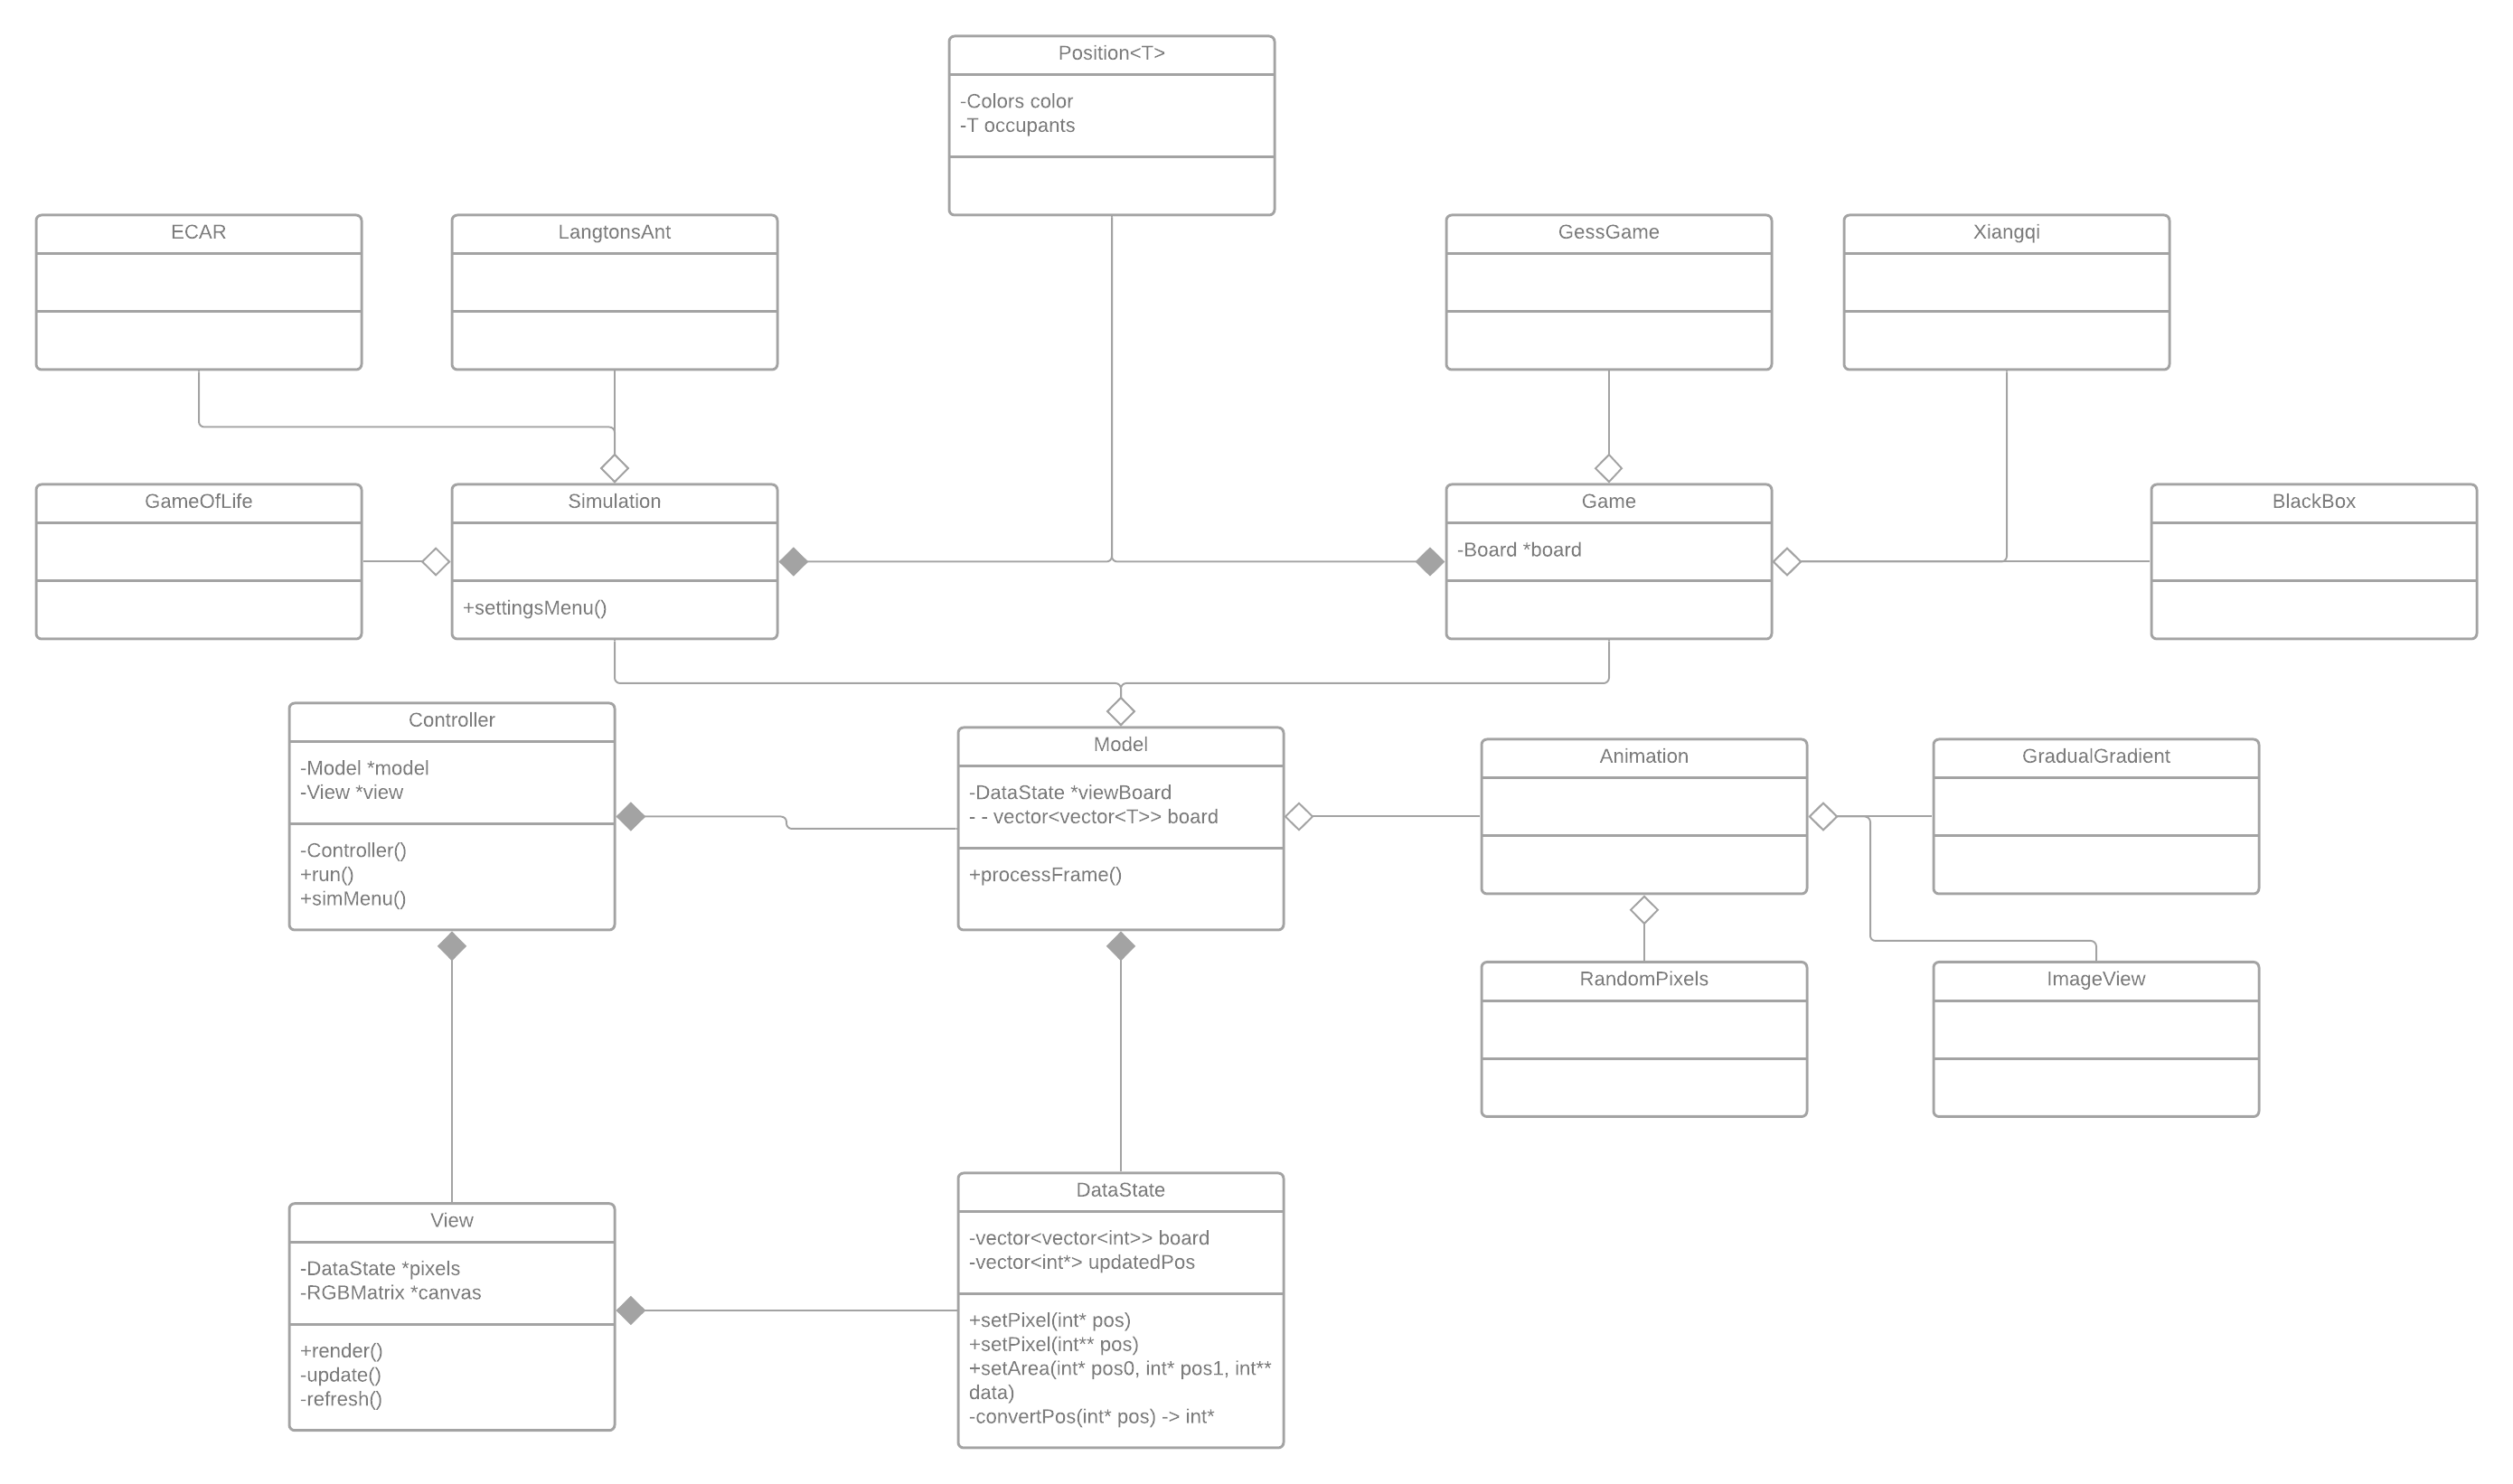 Position<T>
-Colors color
-T occupants
ECAR
LangtonsAnt
GessGame
Xiangqi
GameOfLife
Simulation
+settingsMenu()
Game
-Board *board
BlackBox
Controller
-Model *model
-View *view
-Controller()
+run()
+simMenu()
Model
-DataState *viewBoard
- - vector<vector<T>> board
+processFrame()
Animation
GradualGradient
RandomPixels
ImageView
View
-DataState *pixels
-RGBMatrix *canvas
+render()
-update()
-refresh()
DataState
-vector<vector<int>> board
-vector<int*> updatedPos
+setPixel(int* pos)
+setPixel(int** pos)
+setArea(int* pos0, int* pos1, int**
data)
-convertPos(int* pos) -> int*